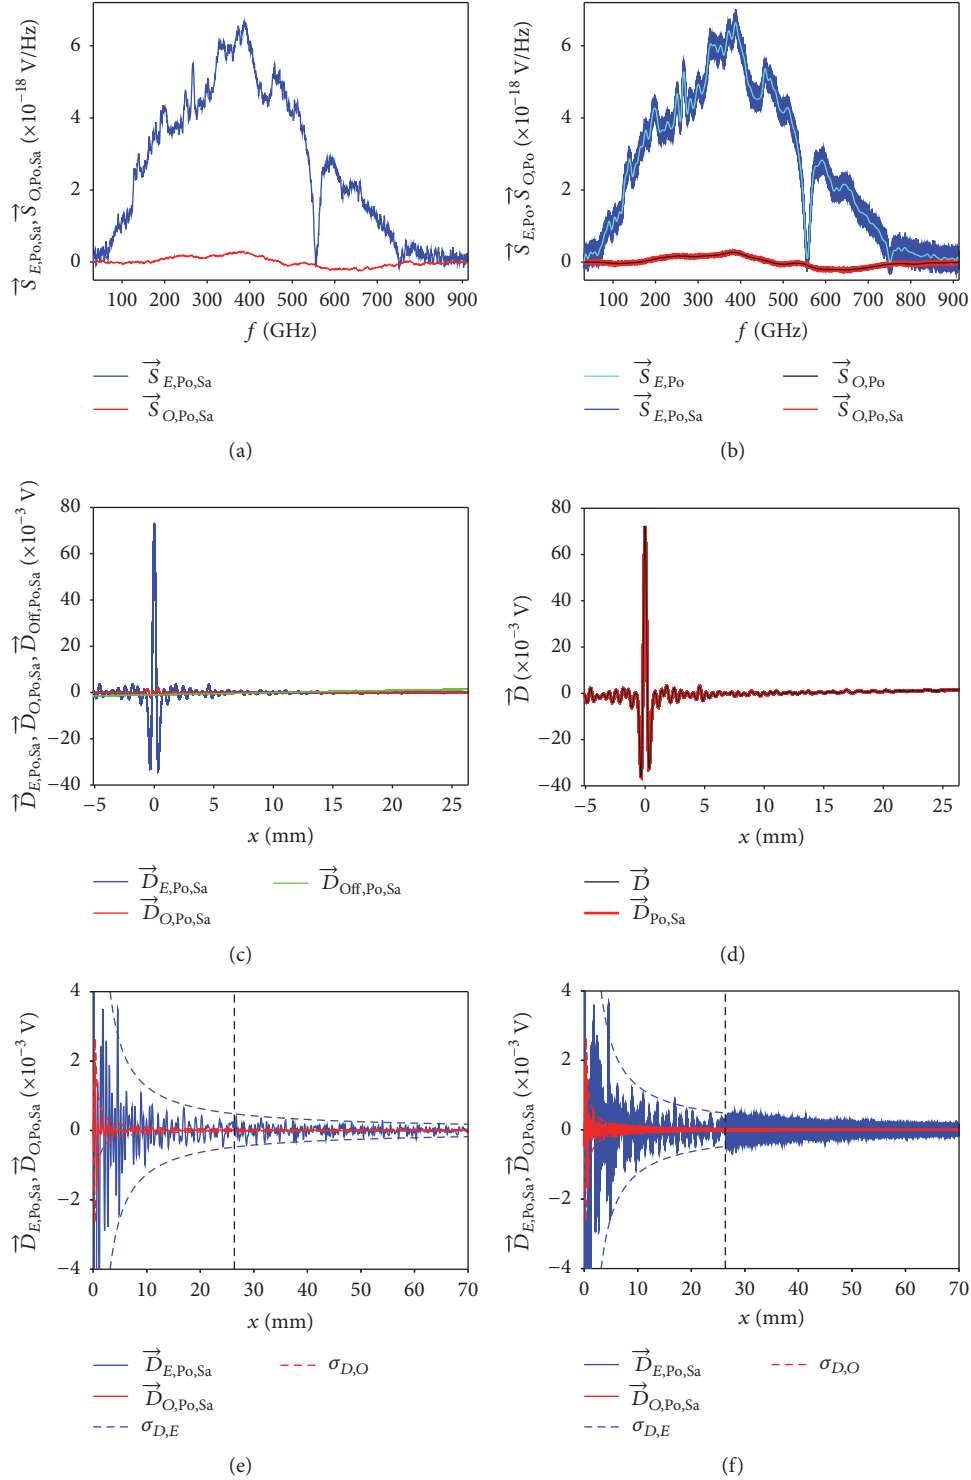 6
4
2
0
100 200 300 400 500 600 700 800 900
f (GHz)
S⃗ E,Po,Sa, S⃗ O,Po,Sa (×10⁻¹⁸ V/Hz)
S⃗ E,Po,Sa
S⃗ O,Po,Sa
(a)
6
4
2
0
100 200 300 400 500 600 700 800 900
f (GHz)
S⃗ E,Po, S⃗ O,Po (×10⁻¹⁸ V/Hz)
S⃗ E,Po
S⃗ O,Po
S⃗ E,Po,Sa
S⃗ O,Po,Sa
(b)
80
60
40
20
0
−20
−40
−5 0 5 10 15 20 25
x (mm)
D⃗ E,Po,Sa, D⃗ O,Po,Sa, D⃗ Off,Po,Sa (×10⁻³ V)
D⃗ E,Po,Sa
D⃗ Off,Po,Sa
D⃗ O,Po,Sa
(c)
80
60
40
20
0
−20
−40
−5 0 5 10 15 20 25
x (mm)
D⃗ (×10⁻³ V)
D⃗
D⃗ Po,Sa
(d)
4
2
0
−2
−4
0 10 20 30 40 50 60 70
x (mm)
D⃗ E,Po,Sa, D⃗ O,Po,Sa (×10⁻³ V)
D⃗ E,Po,Sa
σ D,O
D⃗ O,Po,Sa
σ D,E
(e)
4
2
0
−2
−4
0 10 20 30 40 50 60 70
x (mm)
D⃗ E,Po,Sa, D⃗ O,Po,Sa (×10⁻³ V)
D⃗ E,Po,Sa
σ D,O
D⃗ O,Po,Sa
σ D,E
(f)